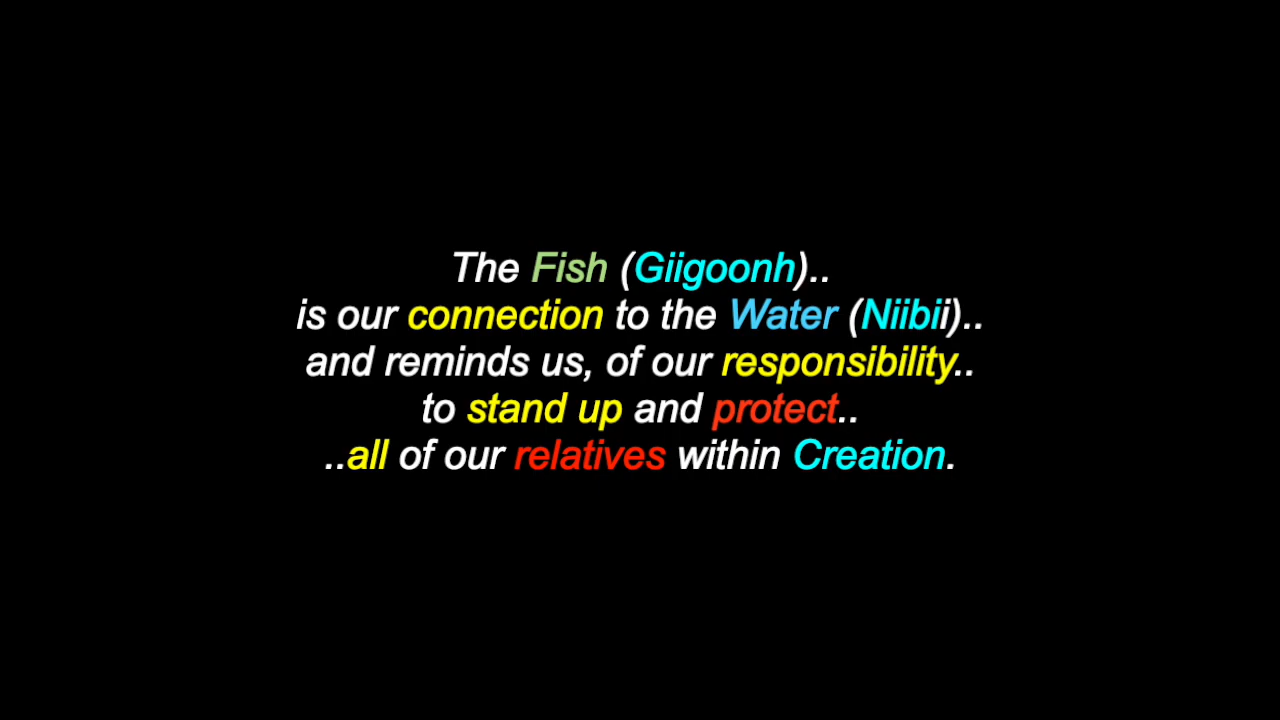 The Fish (Giigoonh)..
is our connection to the Water (Niibii)..
and reminds us, of our responsibility..
to stand up and protect..
..all of our relatives within Creation.